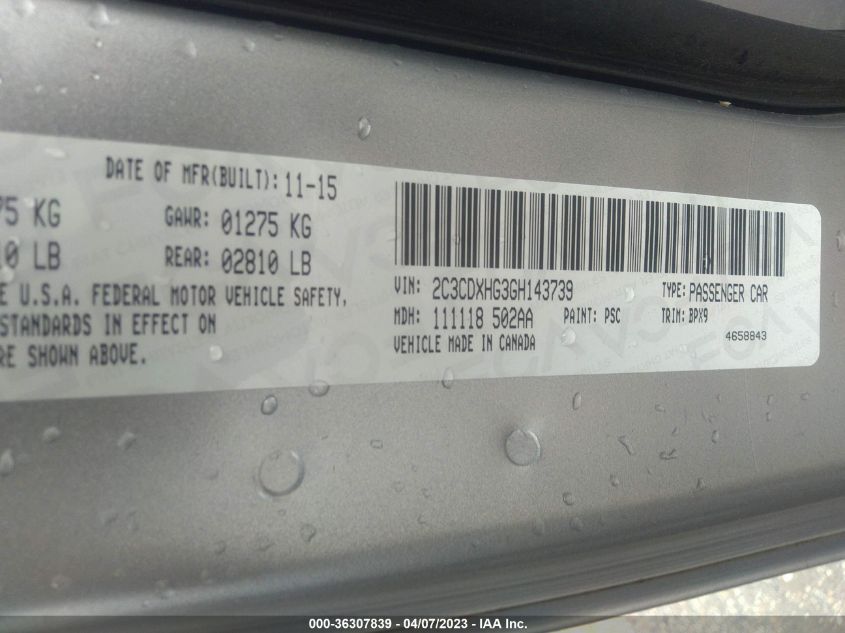 DATE OF MFR(BUILT): 11-15
75 KG GAWR: 01275 KG
10 LB REAR: 02810 LB
E U.S.A. FEDERAL MOTOR VEHICLE SAFETY,
STANDARDS IN EFFECT ON
RE SHOWN ABOVE.
VIN: 2C3CDXHG3GH143739 TYPE: PASSENGER CAR
MDH: 111118 502AA PAINT: PSC TRIM: BPX9
VEHICLE MADE IN CANADA 4658843
000-36307839 - 04/07/2023 - IAA Inc.